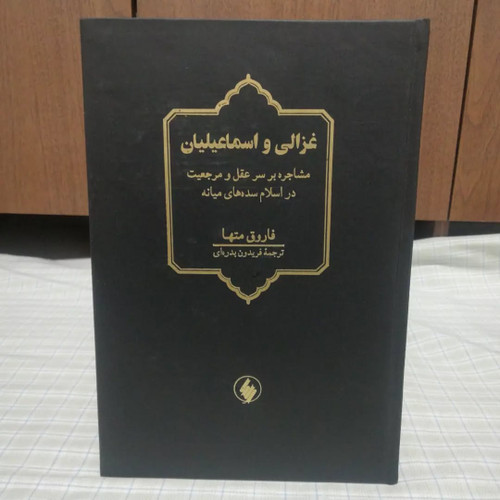 غزالی و اسماعیلیان
مشاجره بر سر عقل و مرجعیت
در اسلام سده‌های میانه
فاروق متها
ترجمهٔ فریدون بدره‌ای